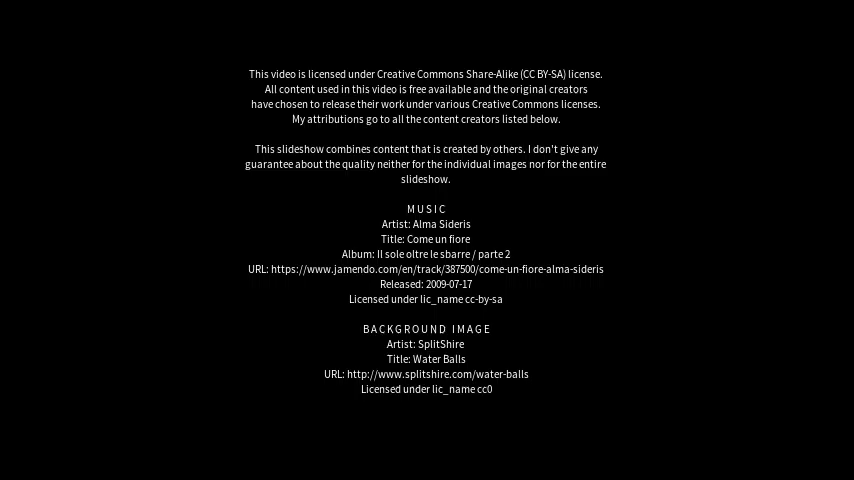 This video is licensed under Creative Commons Share-Alike (CC BY-SA) license.
All content used in this video is free available and the original creators
have chosen to release their work under various Creative Commons licenses.
My attributions go to all the content creators listed below.
This slideshow combines content that is created by others. I don't give any
guarantee about the quality neither for the individual images nor for the entire
slideshow.
MUSIC
Artist: Alma Sideris
Title: Come un fiore
Album: Il sole oltre le sbarre / parte 2
URL: https://www.jamendo.com/en/track/387500/come-un-fiore-alma-sideris
Released: 2009-07-17
Licensed under lic_name cc-by-sa
BACKGROUND IMAGE
Artist: SplitShire
Title: Water Balls
URL: http://www.splitshire.com/water-balls
Licensed under lic_name cc0